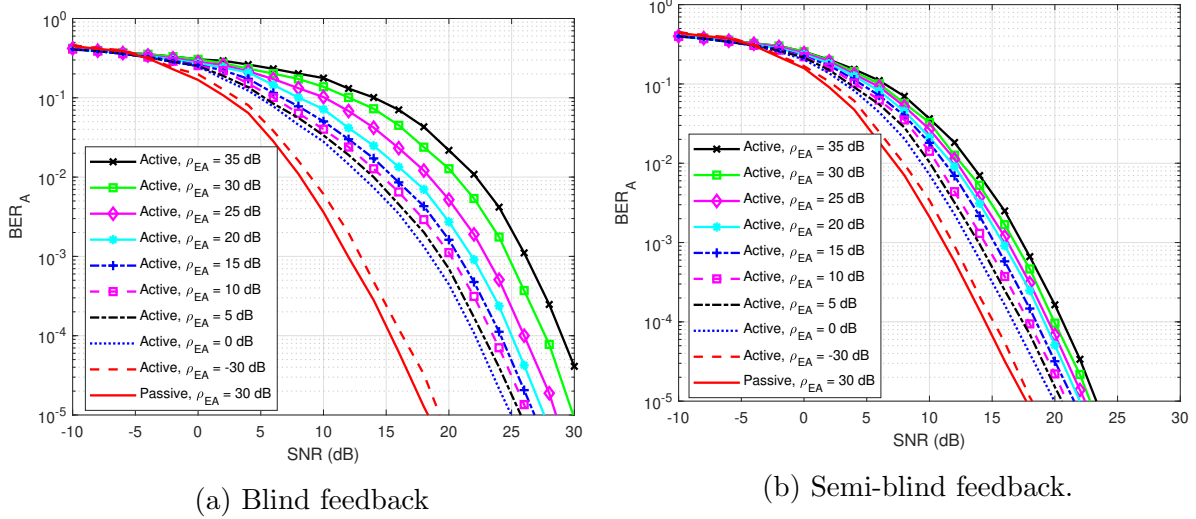 10^0
10^-1
10^-2
10^-3
10^-4
10^-5
BER_A
Active, ρ_EA = 35 dB
Active, ρ_EA = 30 dB
Active, ρ_EA = 25 dB
Active, ρ_EA = 20 dB
Active, ρ_EA = 15 dB
Active, ρ_EA = 10 dB
Active, ρ_EA = 5 dB
Active, ρ_EA = 0 dB
Active, ρ_EA = -30 dB
Passive, ρ_EA = 30 dB
-10 -5 0 5 10 15 20 25 30
SNR (dB)
(a) Blind feedback
10^0
10^-1
10^-2
10^-3
10^-4
10^-5
BER_A
Active, ρ_EA = 35 dB
Active, ρ_EA = 30 dB
Active, ρ_EA = 25 dB
Active, ρ_EA = 20 dB
Active, ρ_EA = 15 dB
Active, ρ_EA = 10 dB
Active, ρ_EA = 5 dB
Active, ρ_EA = 0 dB
Active, ρ_EA = -30 dB
Passive, ρ_EA = 30 dB
-10 -5 0 5 10 15 20 25 30
SNR (dB)
(b) Semi-blind feedback.